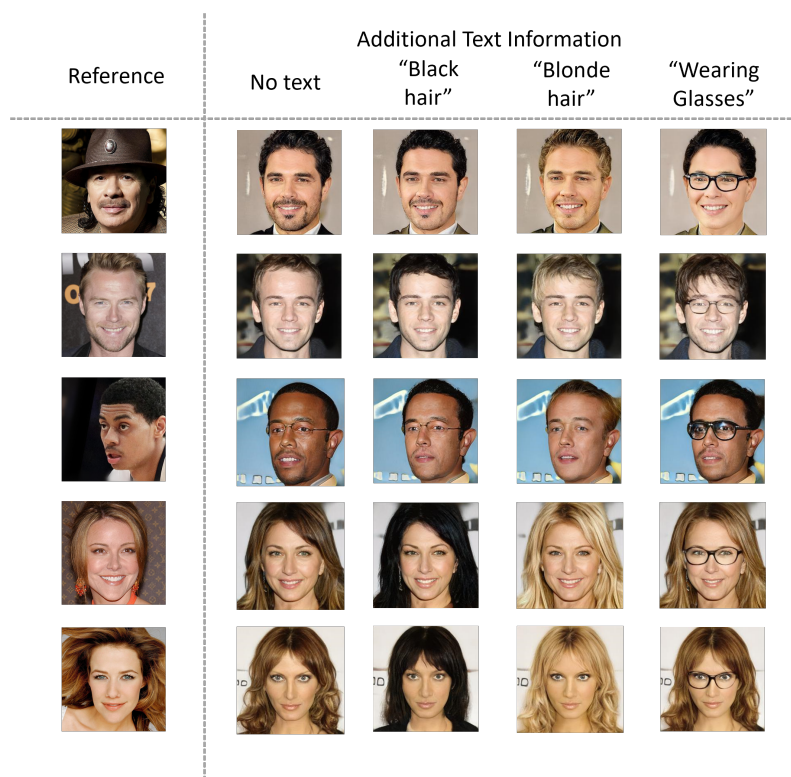 Additional Text Information
Reference
No text
“Black
hair”
“Blonde
hair”
“Wearing
Glasses”